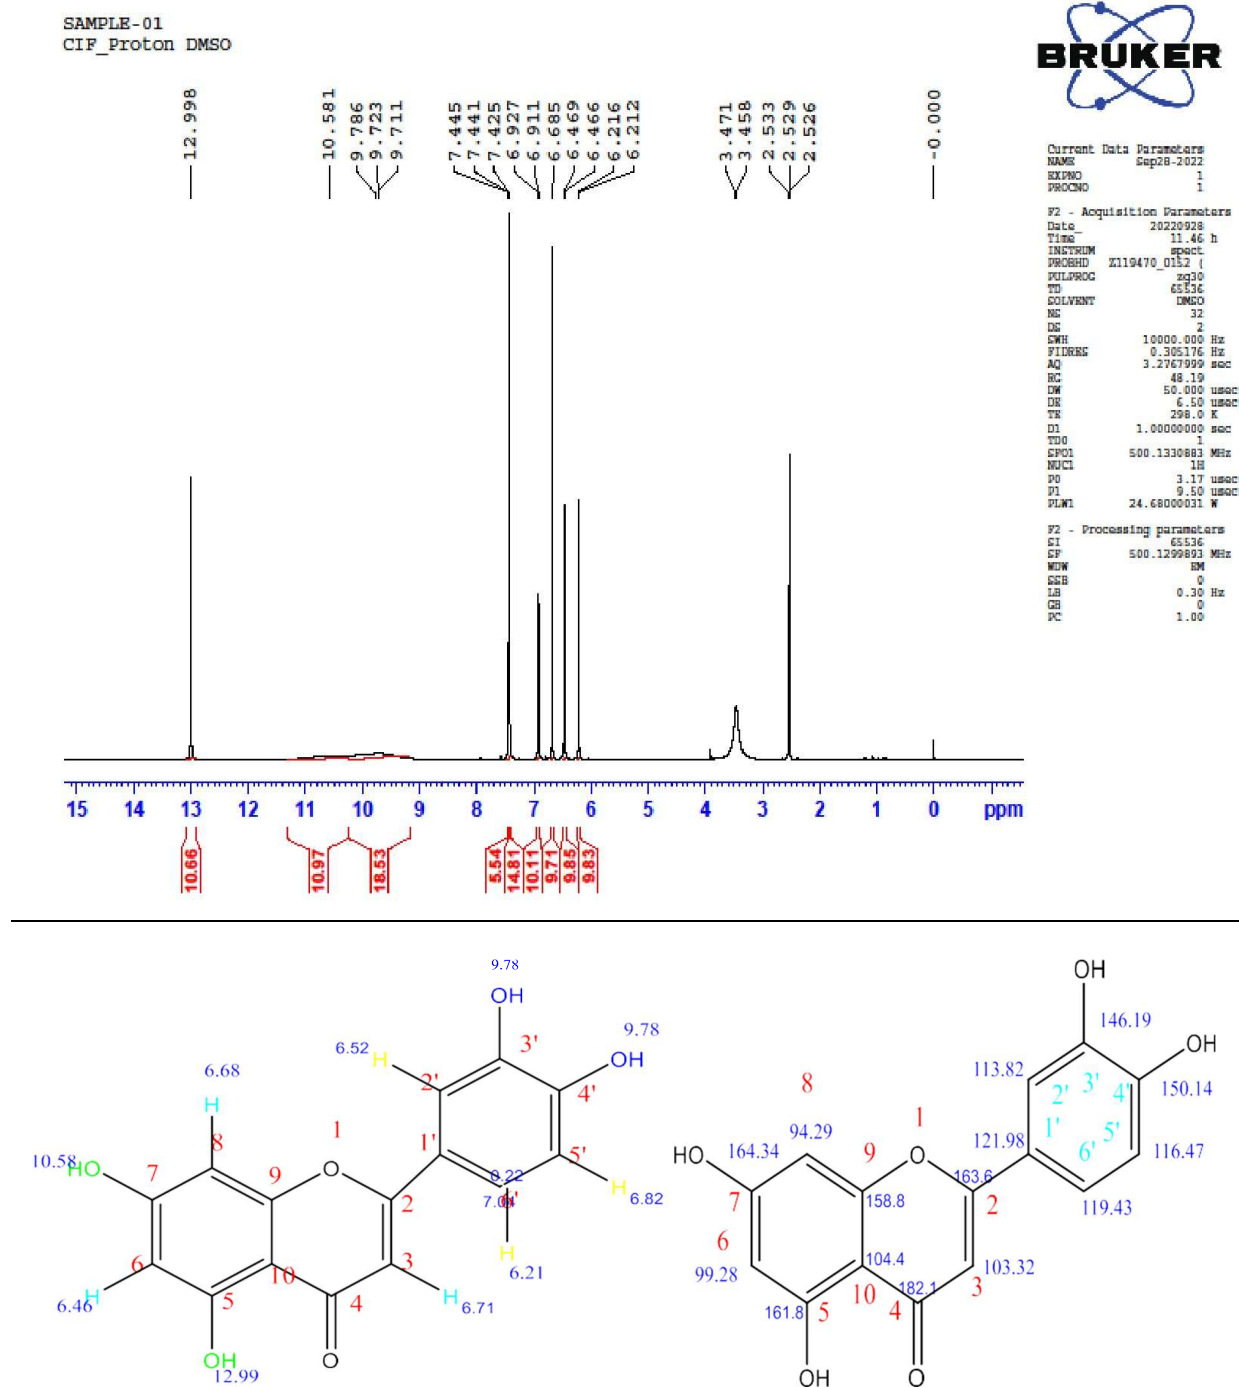 SAMPLE-01
CIF_Proton DMSO
BRUKER
12.998
10.581
9.786
9.723
9.711
7.445
7.441
7.425
6.927
6.911
6.685
6.469
6.466
6.216
6.212
3.471
3.458
2.533
2.529
2.526
-0.000
Current Data Parameters
NAME Sep28-2022
EXPNO 1
PROCNO 1
F2 - Acquisition Parameters
Date_ 20220928
Time 11.46 h
INSTRUM spect
PROBHD Z119470_0152 (
PULPROG zg30
TD 65536
SOLVENT DMSO
NS 32
DS 2
SWH 10000.000 Hz
FIDRES 0.305176 Hz
AQ 3.2767999 sec
RG 48.19
DW 50.000 usec
DE 6.50 usec
TE 298.0 K
D1 1.00000000 sec
TD0 1
SFO1 500.1330883 MHz
NUC1 1H
P0 3.17 usec
P1 9.50 usec
PLW1 24.68000031 W
F2 - Processing parameters
SI 65536
SF 500.1299893 MHz
WDW EM
SSB 0
LB 0.30 Hz
GB 0
PC 1.00
15 14 13 12 11 10 9 8 7 6 5 4 3 2 1 0 ppm
10.66
10.97
18.53
5.54
14.81
10.11
9.71
9.85
9.83
9.78
OH
9.78
OH
6.52
H
3'
2'
4'
6.68
H
1
1'
5'
10.58
HO
7
8
9
O
2
6'
H
6.82
6
10
3
H
6.21
6.46
H
5
4
H
6.71
OH
12.99
O
OH
146.19
OH
113.82
3'
2'
4'
150.14
8
1
1'
5'
94.29
121.98
6'
116.47
HO
164.34
9
O
163.6
7
158.8
2
119.43
6
104.4
99.28
10
182.1
3
103.32
161.8
5
4
OH
O